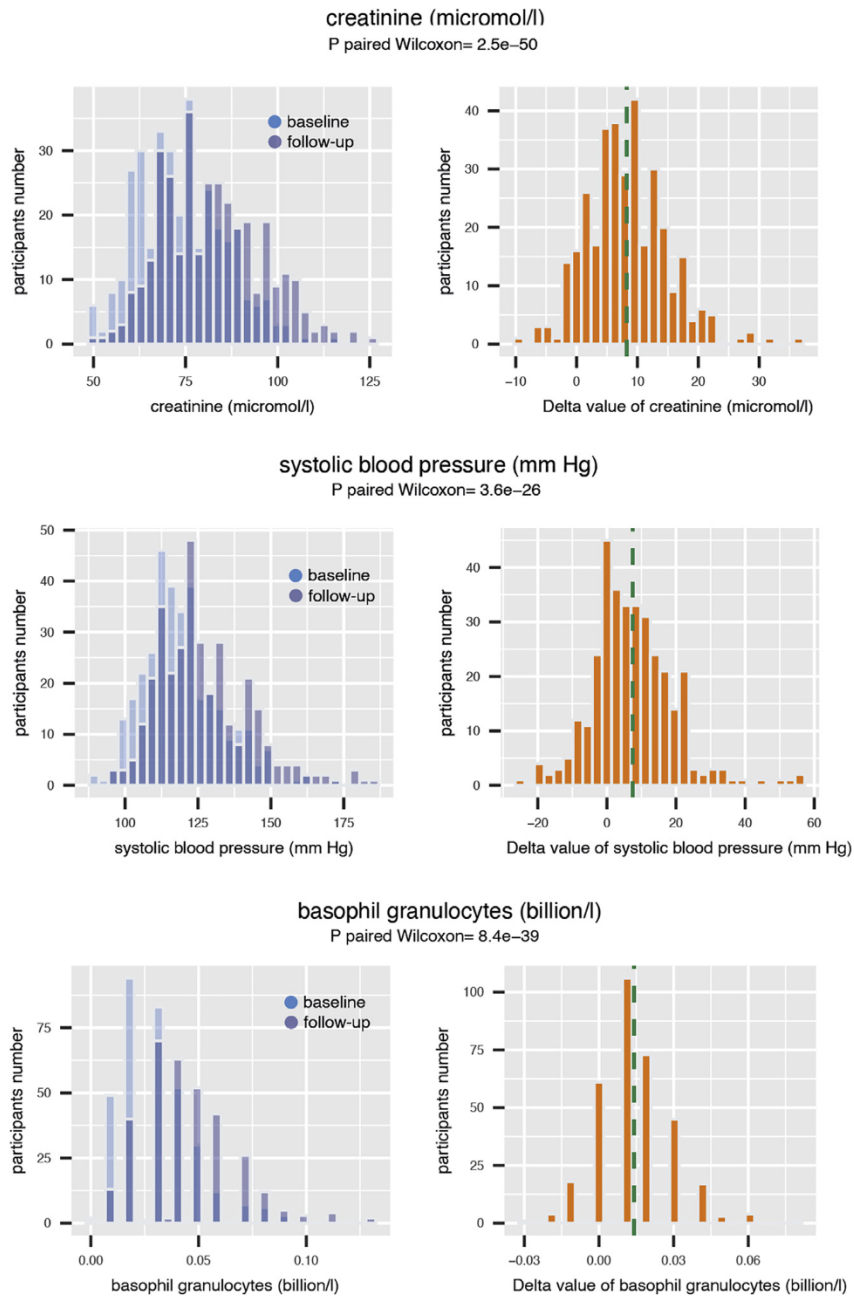 creatinine (micromol/l)
P paired Wilcoxon= 2.5e−50
participants number
30
20
10
0
baseline
follow-up
50
75
100
125
creatinine (micromol/l)
participants number
40
30
20
10
0
−10
0
10
20
30
Delta value of creatinine (micromol/l)
systolic blood pressure (mm Hg)
P paired Wilcoxon= 3.6e−26
participants number
50
40
30
20
10
0
baseline
follow-up
100
125
150
175
systolic blood pressure (mm Hg)
participants number
40
30
20
10
0
−20
0
20
40
60
Delta value of systolic blood pressure (mm Hg)
basophil granulocytes (billion/l)
P paired Wilcoxon= 8.4e−39
participants number
75
50
25
0
baseline
follow-up
0.00
0.05
0.10
basophil granulocytes (billion/l)
participants number
100
75
50
25
0
−0.03
0.00
0.03
0.06
Delta value of basophil granulocytes (billion/l)